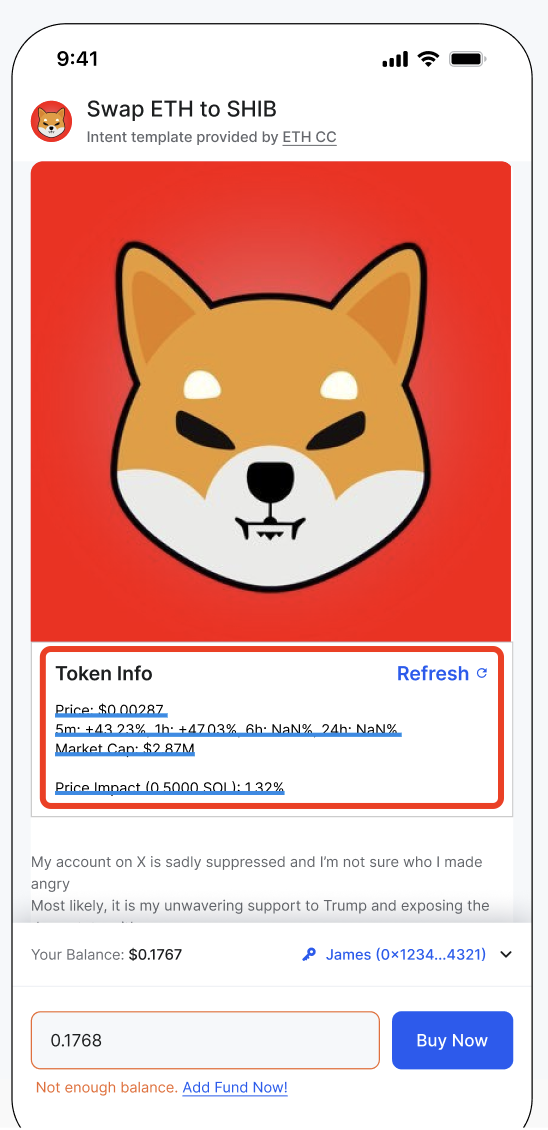 9:41
Swap ETH to SHIB
Intent template provided by ETH CC
Token Info
Refresh
Price: $0.00287
5m: +43.23%, 1h: +47.03%, 6h: NaN%, 24h: NaN%
Market Cap: $2.87M
Price Impact (0.5000 SOL): 1.32%
My account on X is sadly suppressed and I'm not sure who I made
angry
Most likely, it is my unwavering support to Trump and exposing the
Your Balance: $0.1767
James (0×1234...4321)
0.1768
Buy Now
Not enough balance. Add Fund Now!